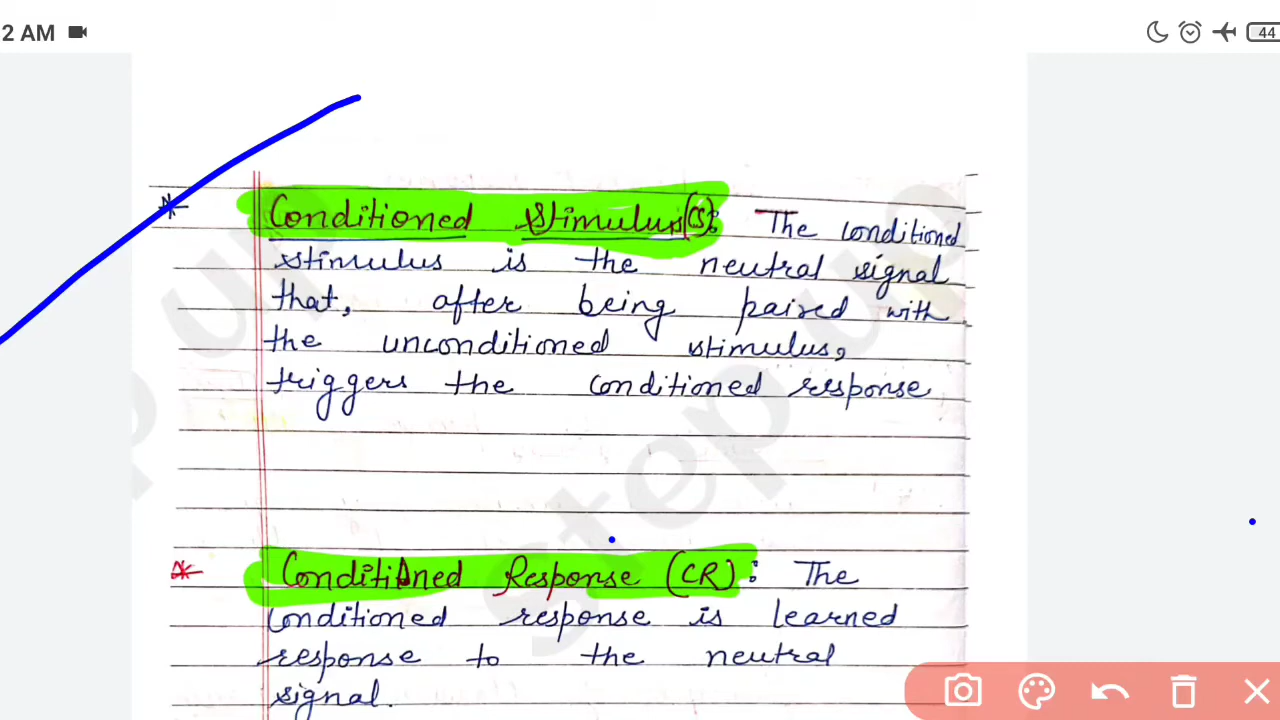 2 AM
44
Conditioned Stimulus(CS): The conditioned
stimulus is the neutral signal
that, after being paired with
the unconditioned stimulus,
triggers the conditioned response
Step up
Conditioned Response (CR): The
conditioned response is learned
response to the neutral
signal.